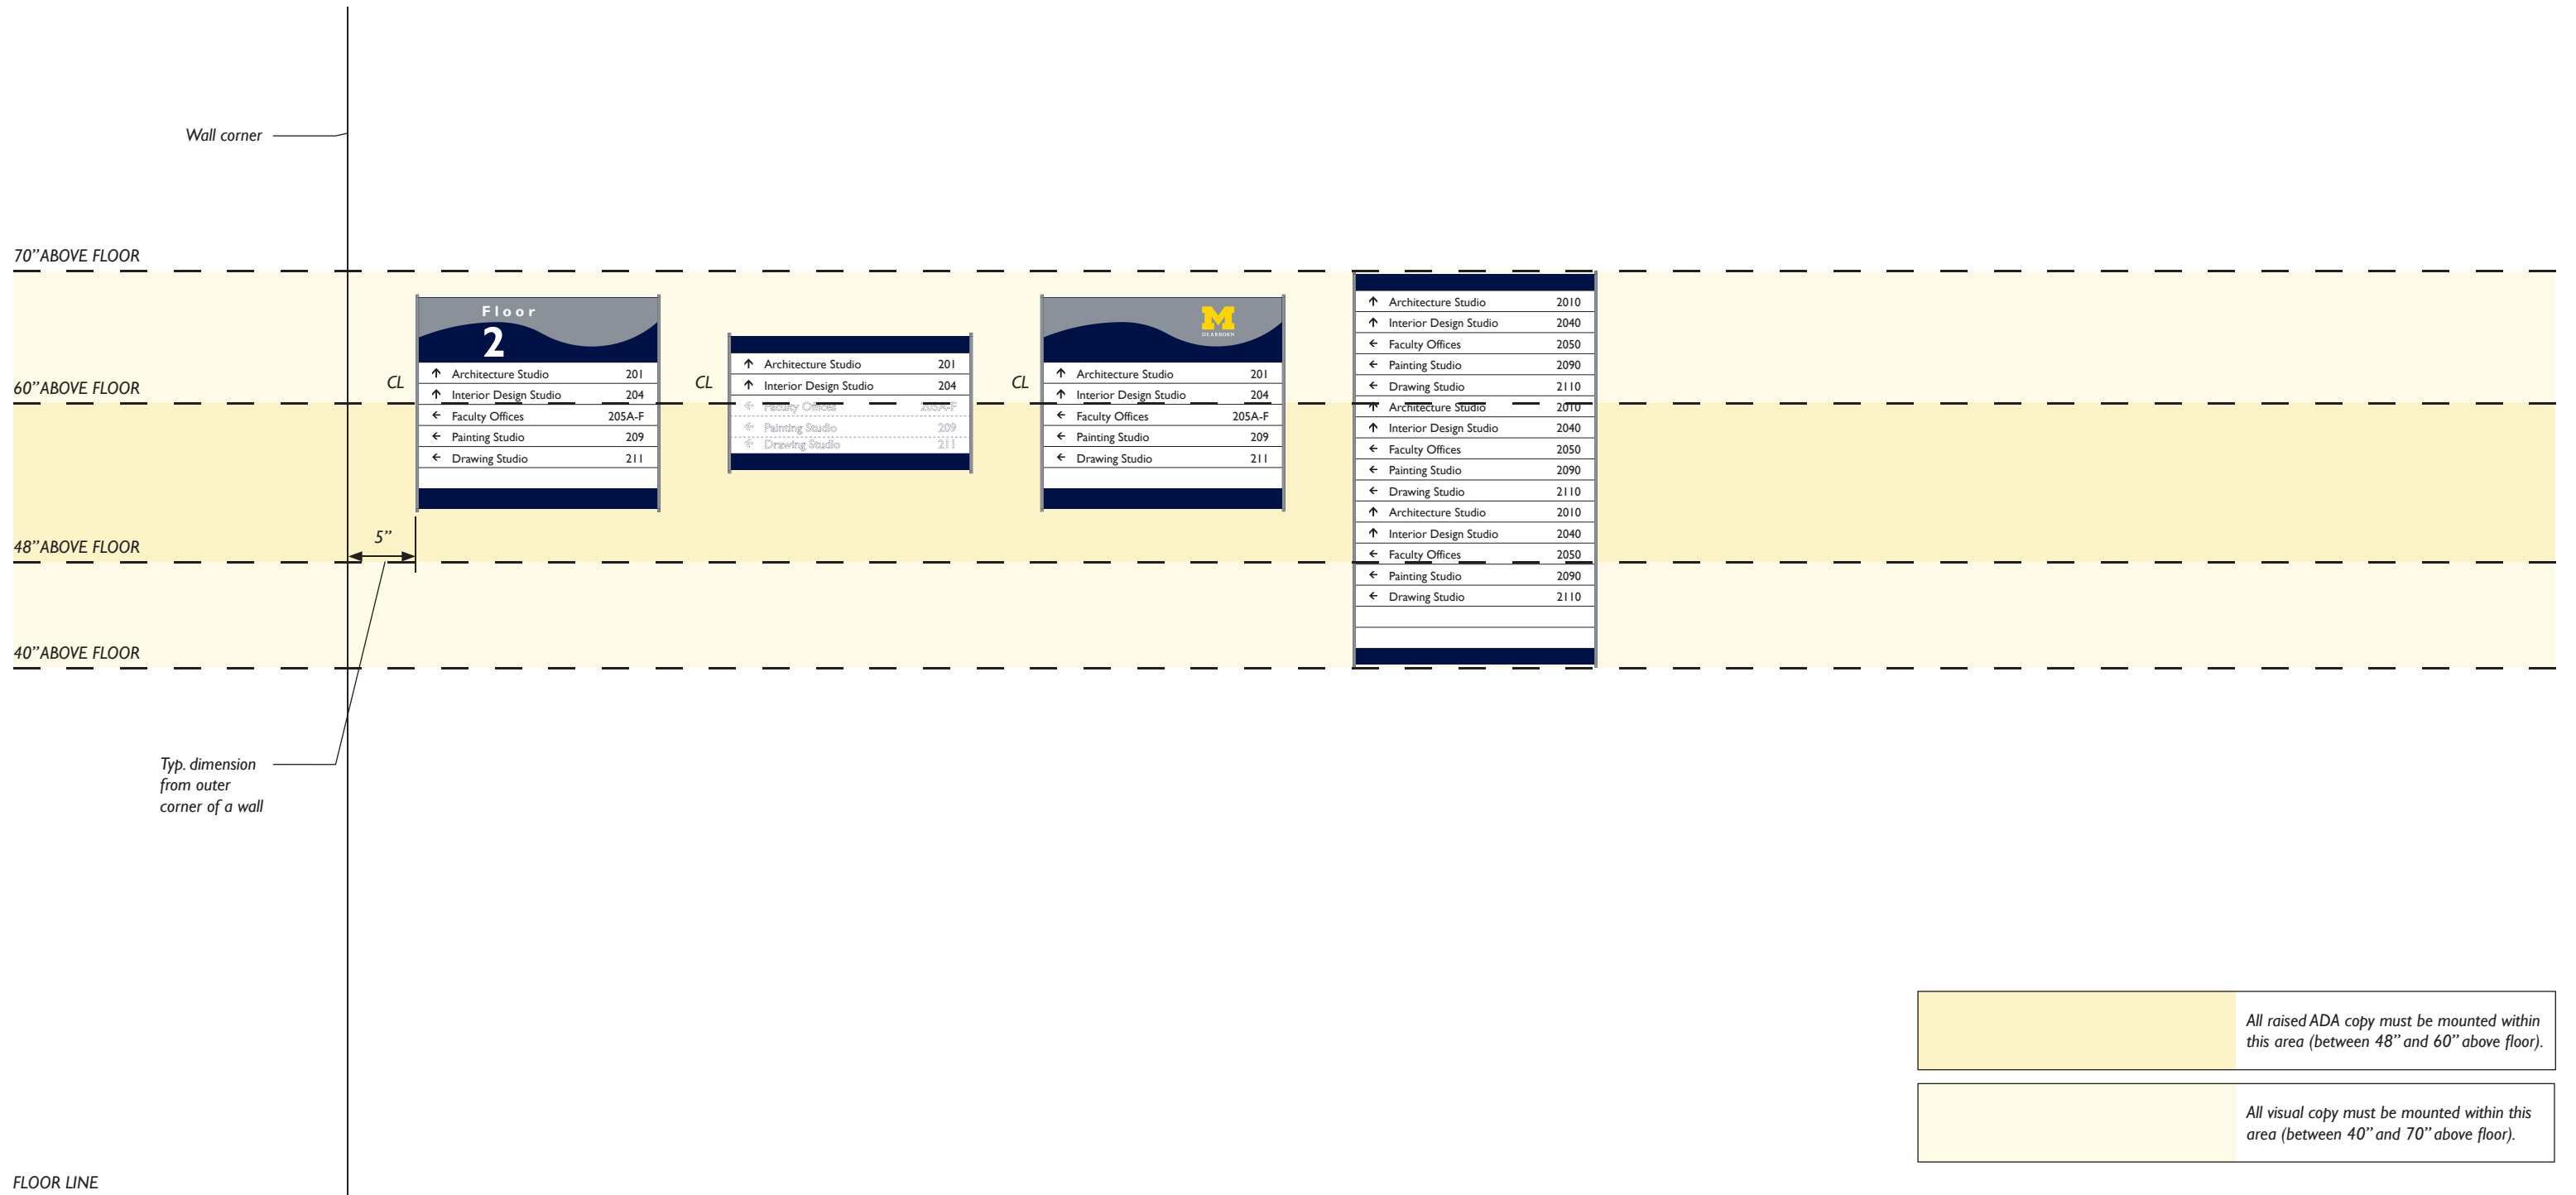 Wall corner
70” ABOVE FLOOR
60” ABOVE FLOOR
48” ABOVE FLOOR
40” ABOVE FLOOR
5”
Typ. dimension
from outer
corner of a wall
FLOOR LINE
CL
Floor
2
↑ Architecture Studio 201
↑ Interior Design Studio 204
← Faculty Offices 205A-F
← Painting Studio 209
← Drawing Studio 211
CL
↑ Architecture Studio 201
↑ Interior Design Studio 204
← Faculty Offices 205A-F
← Painting Studio 209
← Drawing Studio 211
CL
M
DEARBORN
↑ Architecture Studio 201
↑ Interior Design Studio 204
← Faculty Offices 205A-F
← Painting Studio 209
← Drawing Studio 211
↑ Architecture Studio 2010
↑ Interior Design Studio 2040
← Faculty Offices 2050
← Painting Studio 2090
← Drawing Studio 2110
↑ Architecture Studio 2010
↑ Interior Design Studio 2040
← Faculty Offices 2050
← Painting Studio 2090
← Drawing Studio 2110
↑ Architecture Studio 2010
↑ Interior Design Studio 2040
← Faculty Offices 2050
← Painting Studio 2090
← Drawing Studio 2110
All raised ADA copy must be mounted within
this area (between 48” and 60” above floor).
All visual copy must be mounted within this
area (between 40” and 70” above floor).